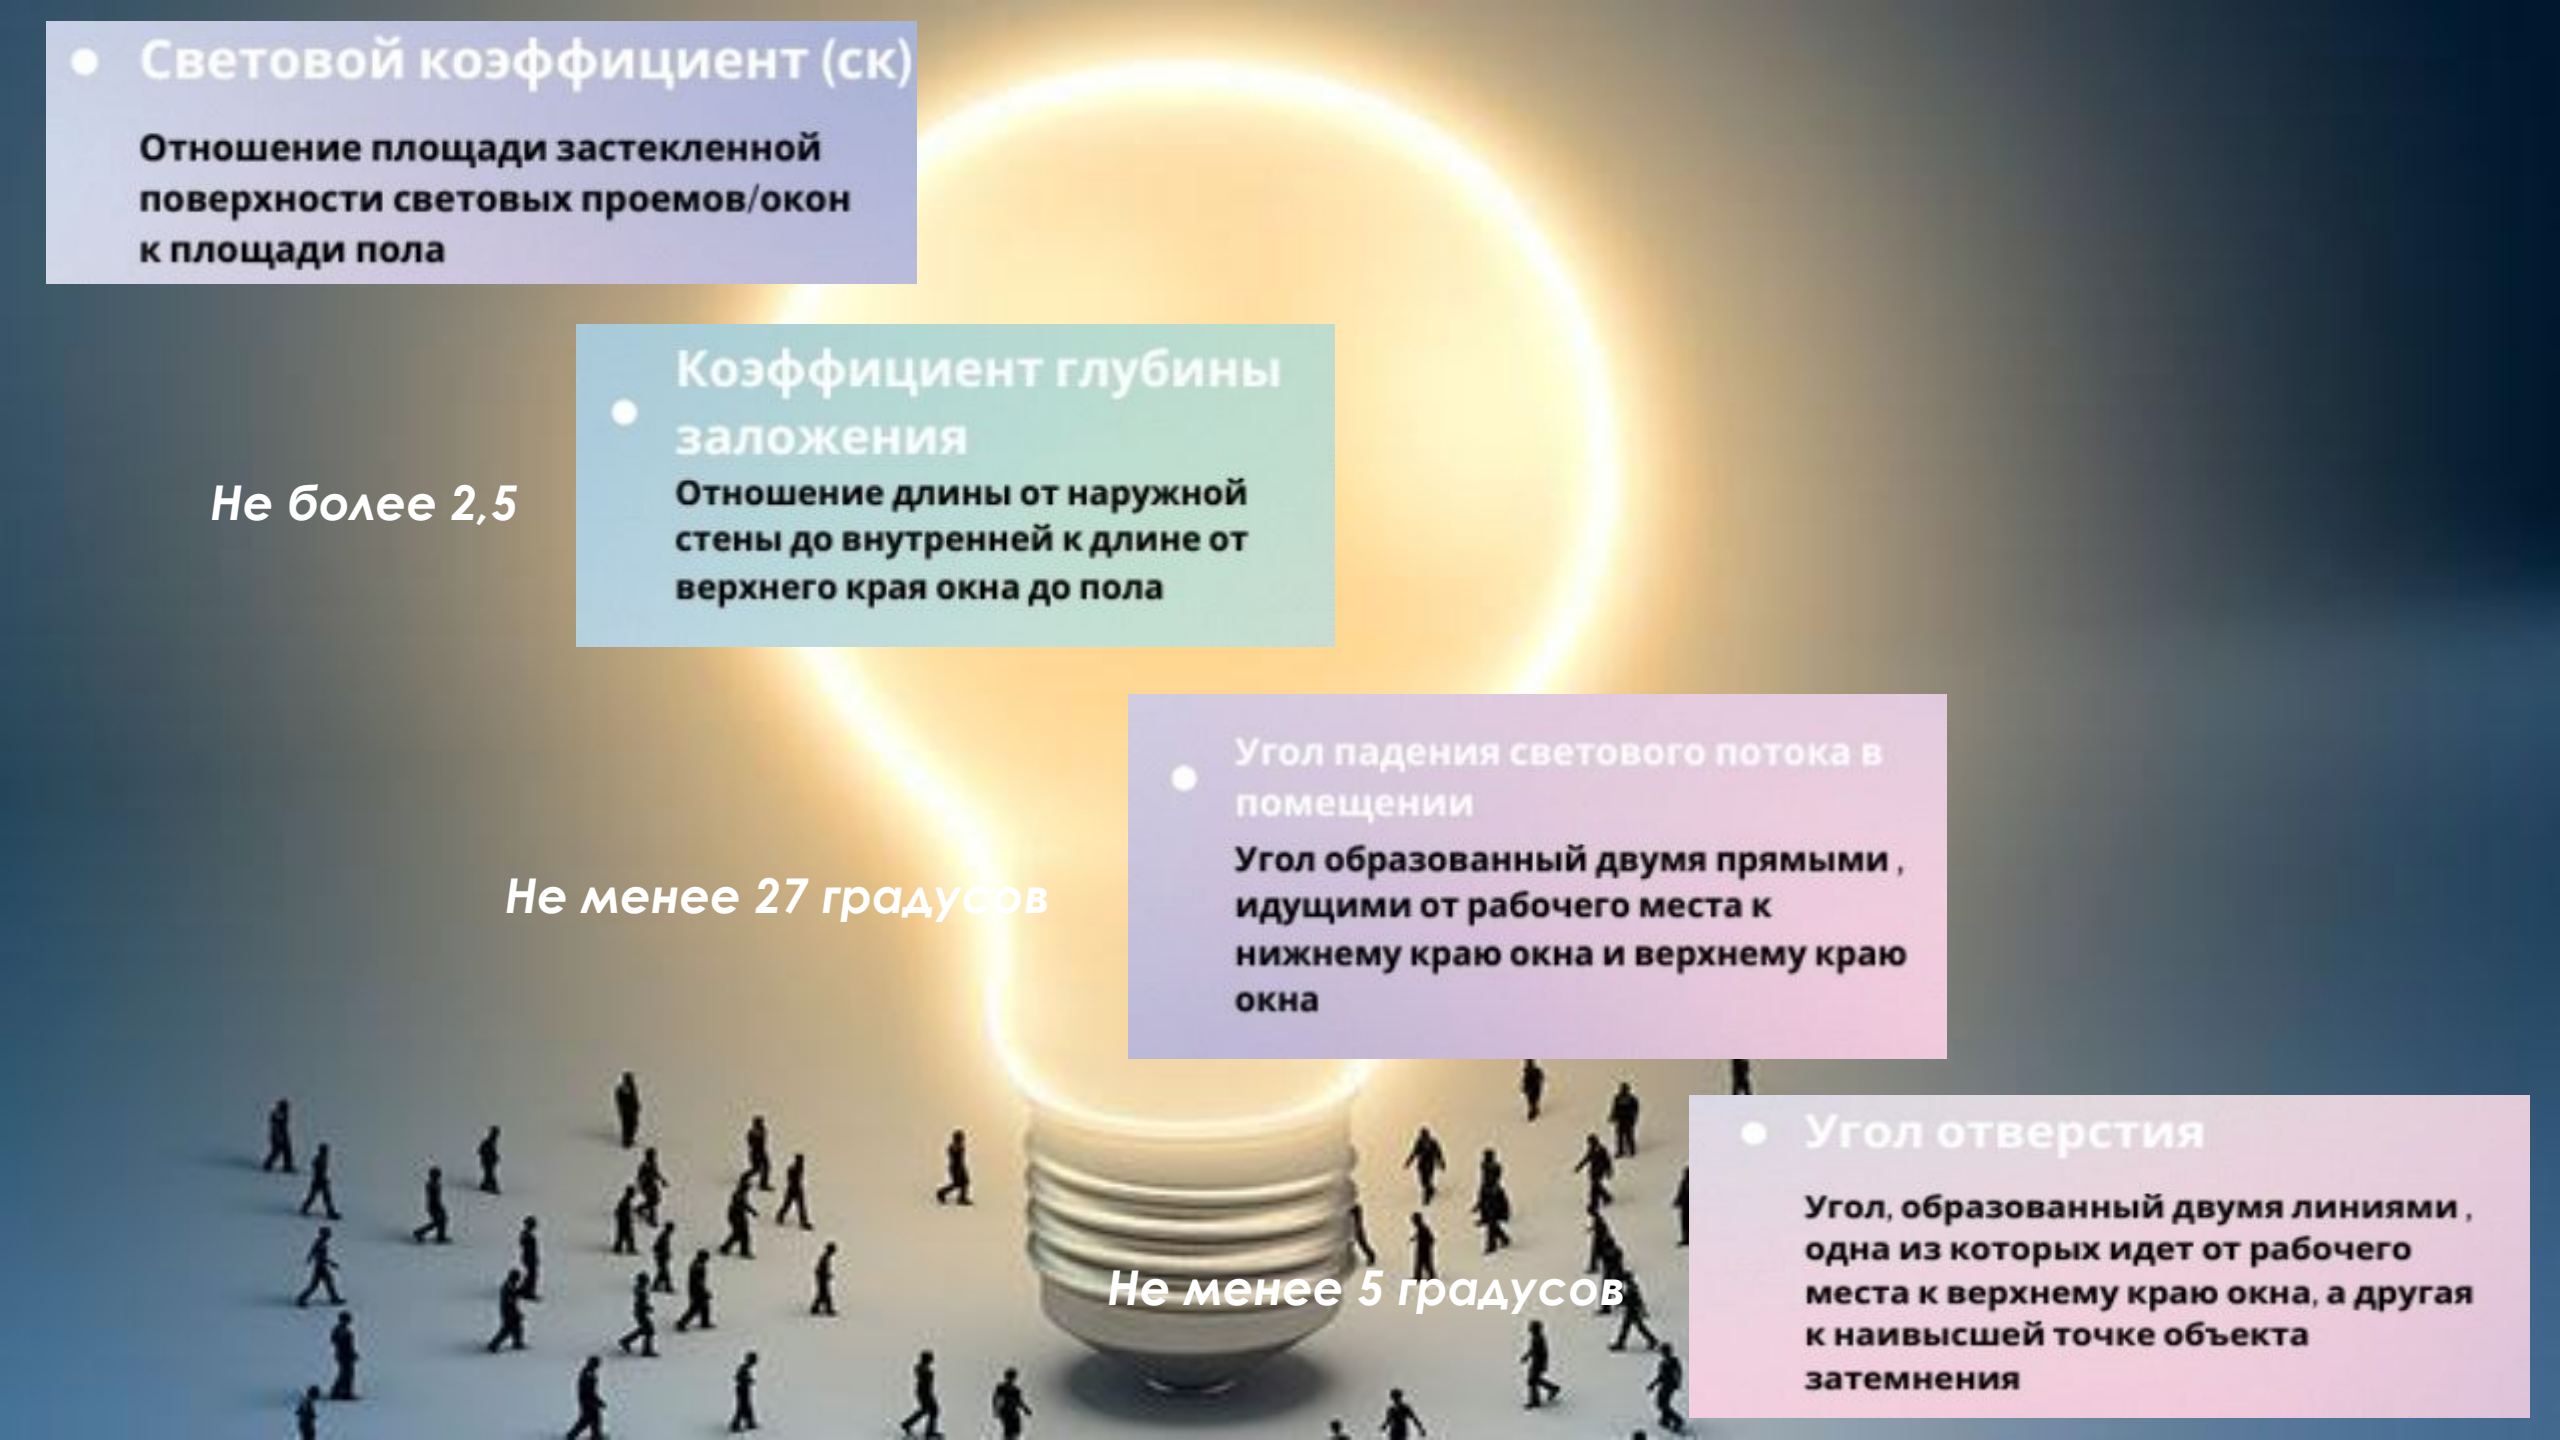 • Световой коэффициент (ск)
Отношение площади застекленной
поверхности световых проемов/окон
к площади пола
• Коэффициент глубины
заложения
Отношение длины от наружной
стены до внутренней к длине от
верхнего края окна до пола
Не более 2,5
• Угол падения светового потока в
помещении
Угол образованный двумя прямыми ,
идущими от рабочего места к
нижнему краю окна и верхнему краю
окна
Не менее 27 градусов
• Угол отверстия
Угол, образованный двумя линиями ,
одна из которых идет от рабочего
места к верхнему краю окна, а другая
к наивысшей точке объекта
затемнения
Не менее 5 градусов